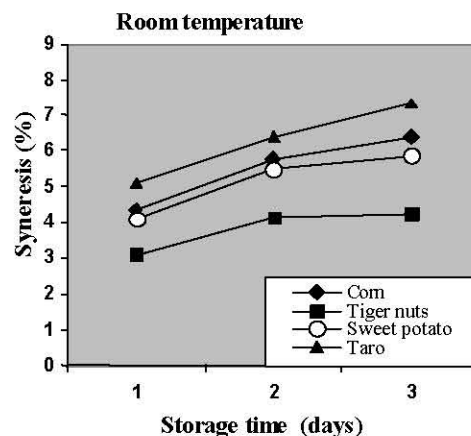 Room temperature
9
8
7
6
5
4
3
2
1
0
Syneresis (%)
Corn
Tiger nuts
Sweet potato
Taro
1 2 3
Storage time (days)